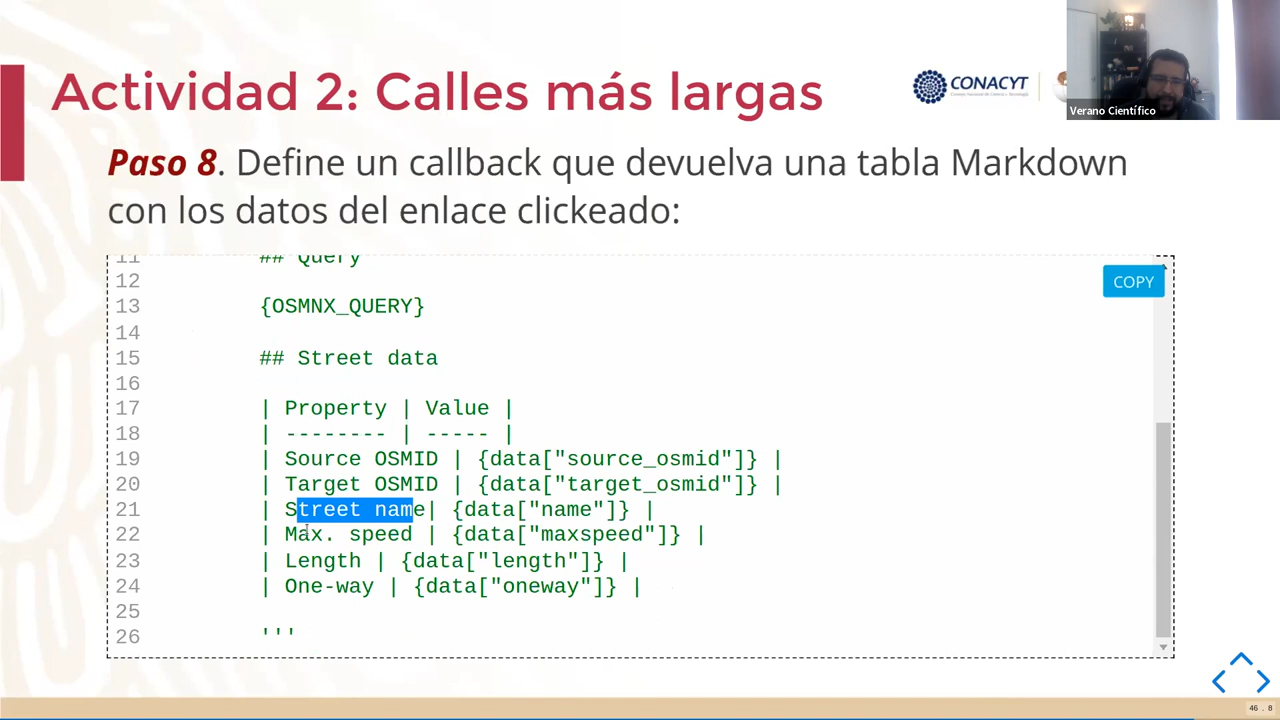 Actividad 2: Calles más largas
CONACYT
Verano Científico
Paso 8. Define un callback que devuelva una tabla Markdown
con los datos del enlace clickeado:
COPY
11 ## Query
12
13 {OSMNX_QUERY}
14
15 ## Street data
16
17 | Property | Value |
18 | -------- | ----- |
19 | Source OSMID | {data["source_osmid"]} |
20 | Target OSMID | {data["target_osmid"]} |
21 | Street name| {data["name"]} |
22 | Max. speed | {data["maxspeed"]} |
23 | Length | {data["length"]} |
24 | One-way | {data["oneway"]} |
25
26 '''
46 . 8